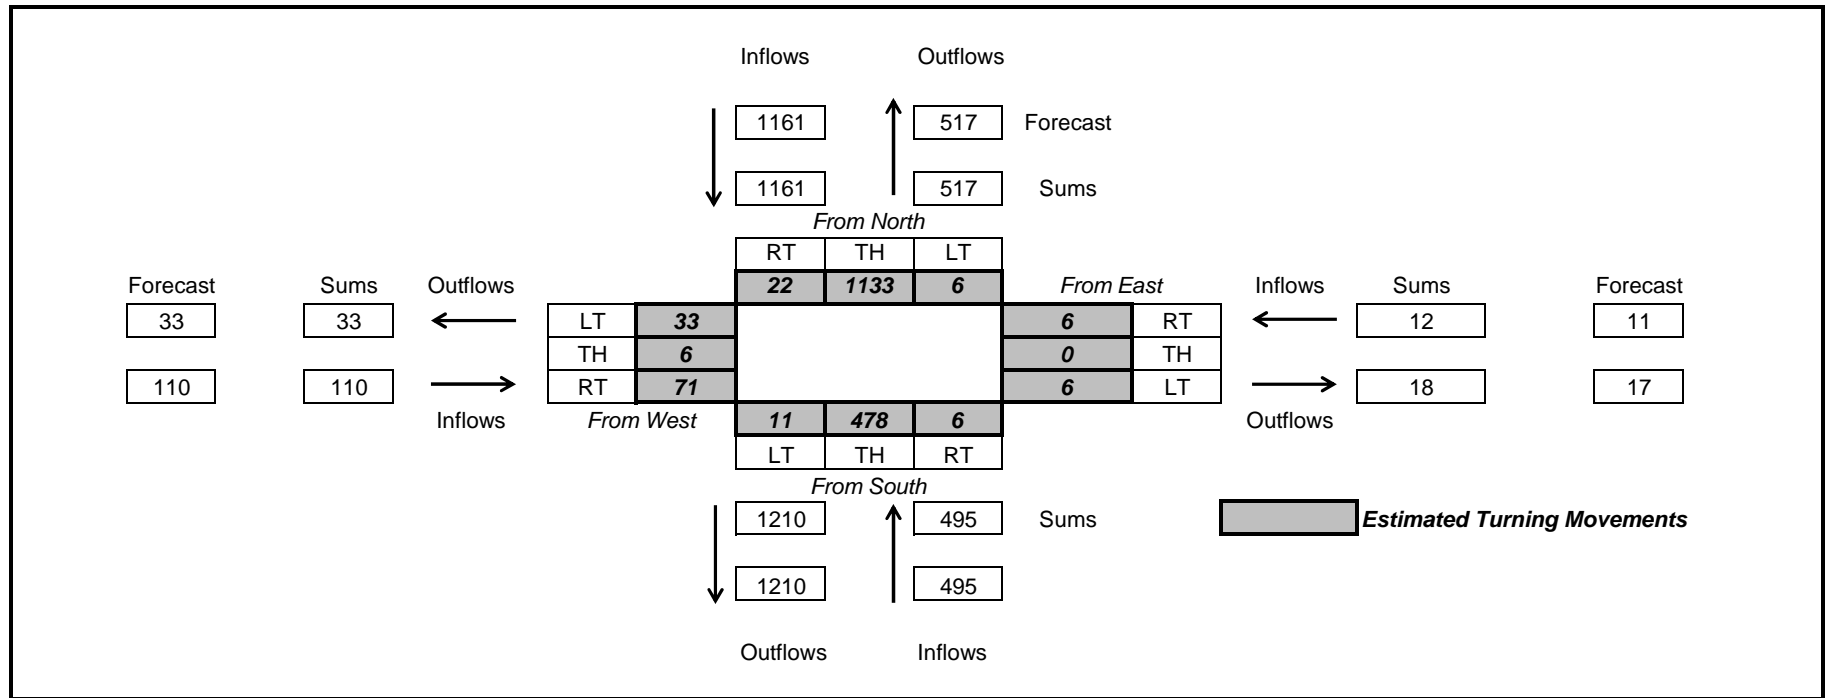 Inflows Outflows
1161 517 Forecast
1161 517 Sums
From North
RT TH LT
Forecast Sums Outflows 22 1133 6 From East Inflows Sums Forecast
33 33 LT 33 6 RT 12 11
TH 6 0 TH
110 110 RT 71 6 LT 18 17
Inflows From West 11 478 6 Outflows
LT TH RT
From South
1210 495 Sums Estimated Turning Movements
1210 495
Outflows Inflows